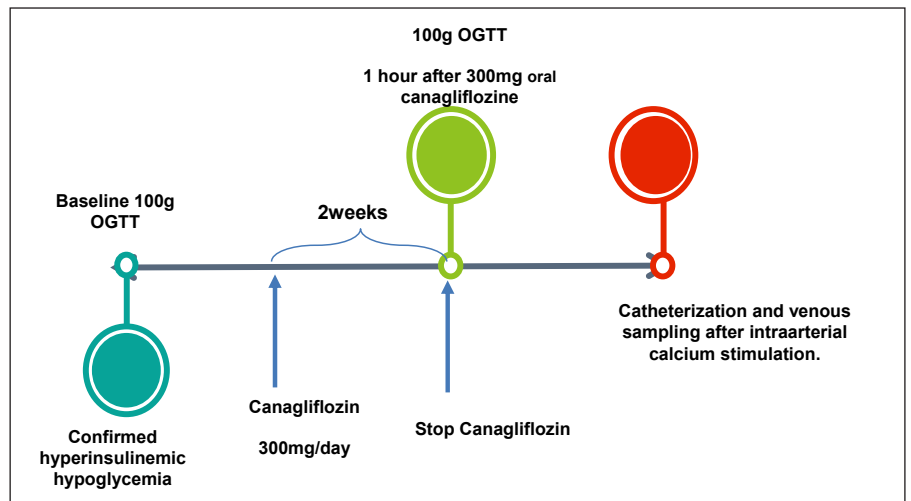 100g OGTT
1 hour after 300mg oral
canagliflozine
Baseline 100g
OGTT
2weeks
Catheterization and venous
sampling after intraarterial
calcium stimulation.
Canagliflozin
300mg/day
Stop Canagliflozin
Confirmed
hyperinsulinemic
hypoglycemia